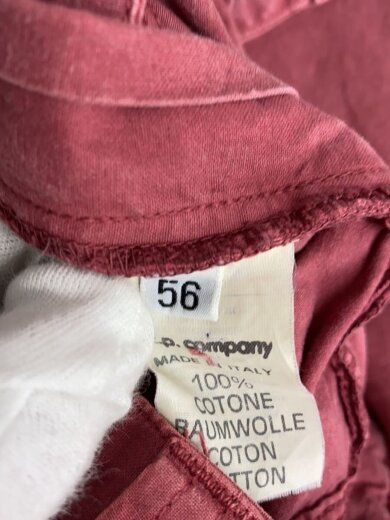 56
P. company
MADE IN ITALY
100%
COTONE
BAUMWOLLE
COTON
COTTON